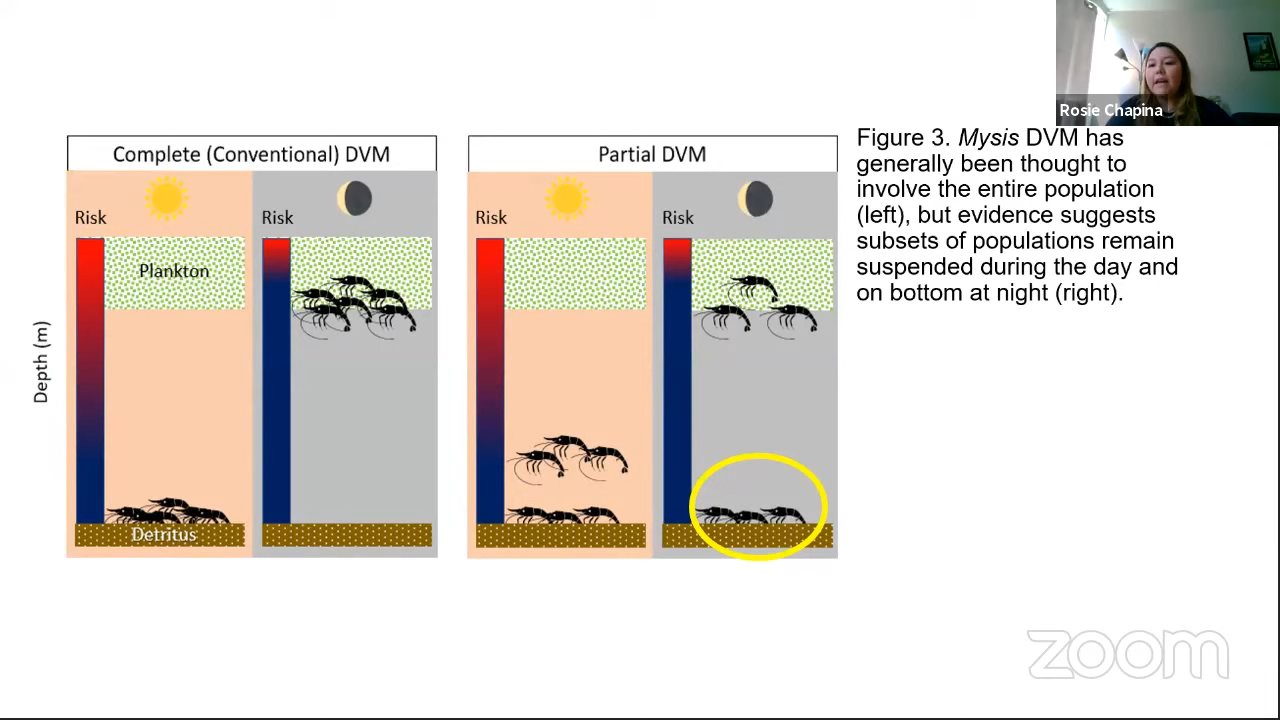 Rosie Chapina
Complete (Conventional) DVM
Partial DVM
Risk
Risk
Risk
Risk
Plankton
Depth (m)
Detritus
Figure 3. Mysis DVM has
generally been thought to
involve the entire population
(left), but evidence suggests
subsets of populations remain
suspended during the day and
on bottom at night (right).
zoom